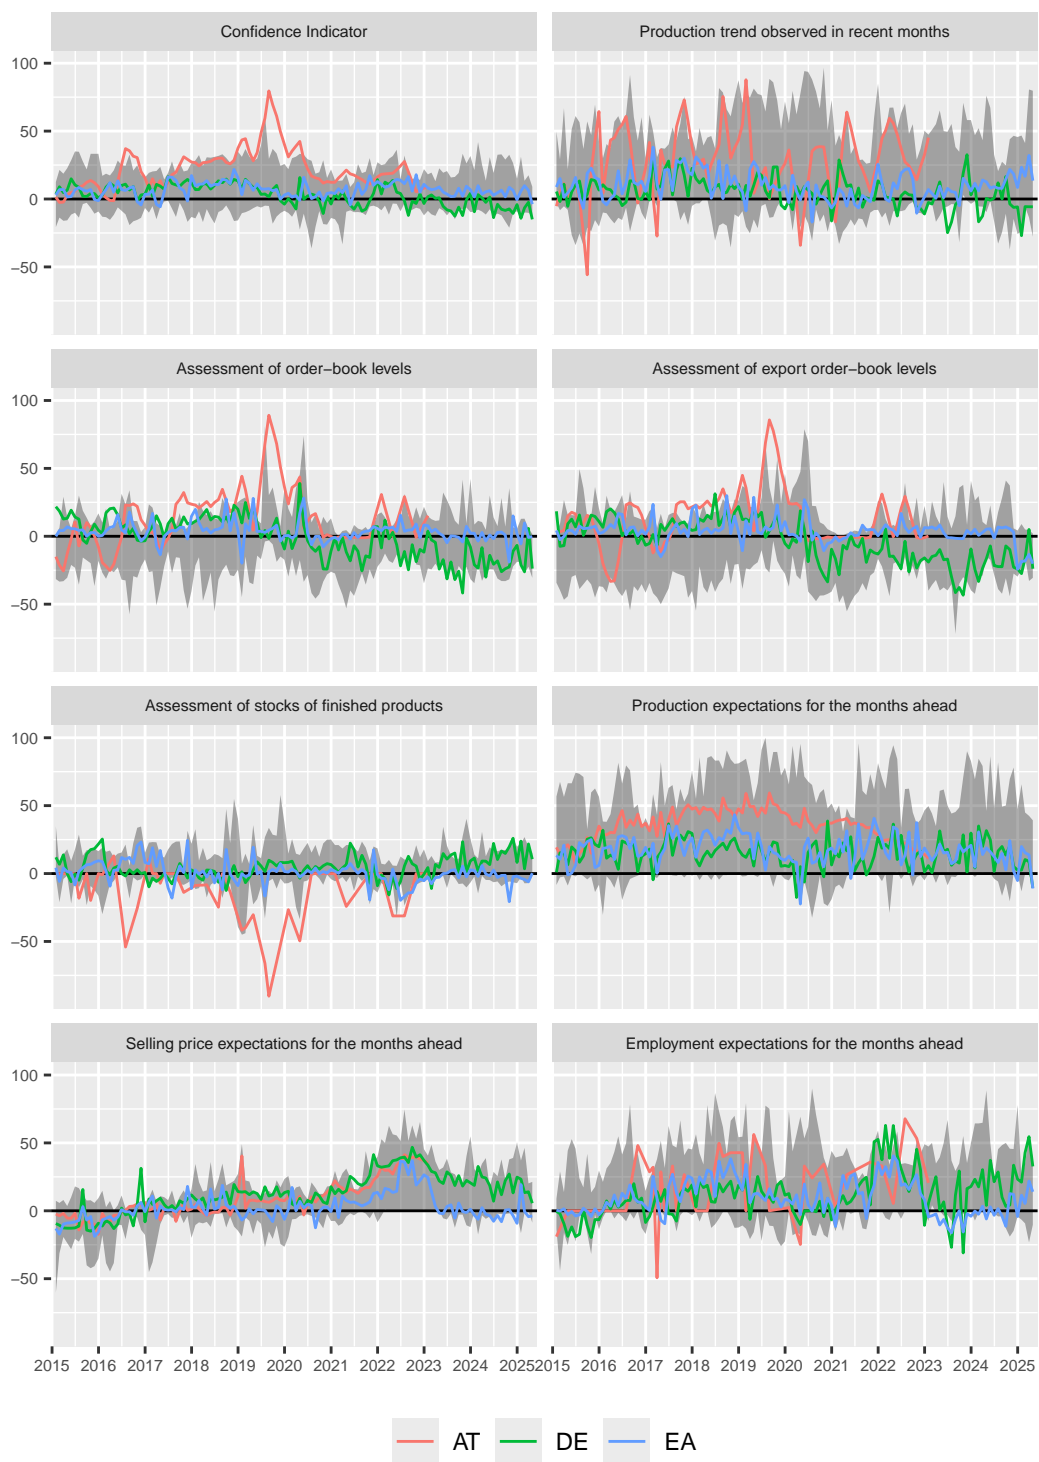 Confidence Indicator
Production trend observed in recent months
100
50
0
−50
Assessment of order−book levels
Assessment of export order−book levels
100
50
0
−50
Assessment of stocks of finished products
Production expectations for the months ahead
100
50
0
−50
Selling price expectations for the months ahead
Employment expectations for the months ahead
100
50
0
−50
2015 2016 2017 2018 2019 2020 2021 2022 2023 2024 2025
2015 2016 2017 2018 2019 2020 2021 2022 2023 2024 2025
AT DE EA